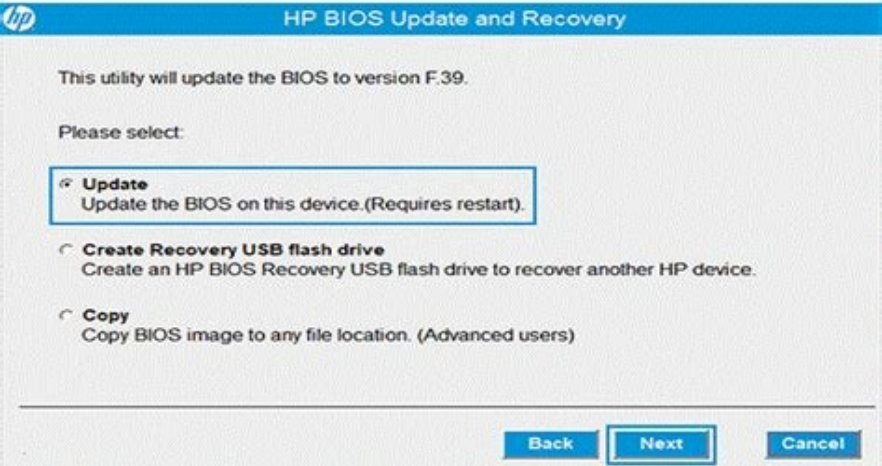 hp
HP BIOS Update and Recovery
This utility will update the BIOS to version F.39.
Please select:
Update
Update the BIOS on this device.(Requires restart).
Create Recovery USB flash drive
Create an HP BIOS Recovery USB flash drive to recover another HP device.
Copy
Copy BIOS image to any file location. (Advanced users)
Back Next Cancel